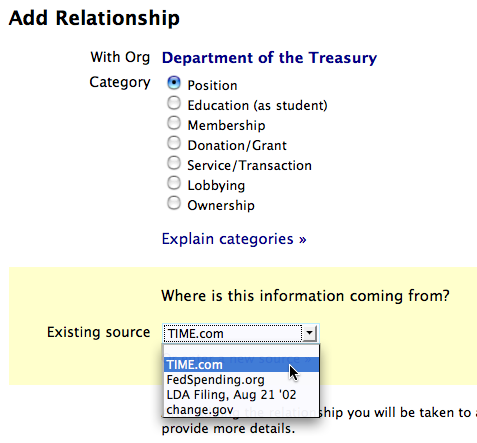 Add Relationship
With Org Department of the Treasury
Category Position
Education (as student)
Membership
Donation/Grant
Service/Transaction
Lobbying
Ownership
Explain categories »
Where is this information coming from?
Existing source TIME.com
TIME.com
FedSpending.org
LDA Filing, Aug 21 '02
change.gov
the relationship you will be taken to a
provide more details.